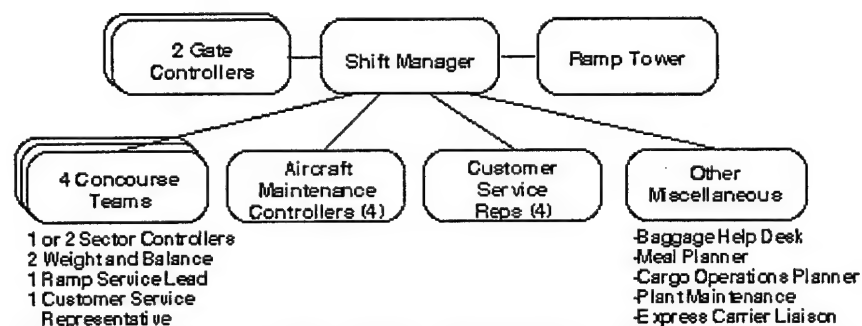 2 Gate
Controllers
Shift Manager
Ramp Tower
4 Concourse
Teams
Aircraft
Maintenance
Controllers (4)
Customer
Service
Reps (4)
Other
Miscellaneous
1 or 2 Sector Controllers
2 Weight and Balance
1 Ramp Service Lead
1 Customer Service
Representative
-Baggage Help Desk
-Meal Planner
-Cargo Operations Planner
-Plant Maintenance
-Express Carrier Liaison